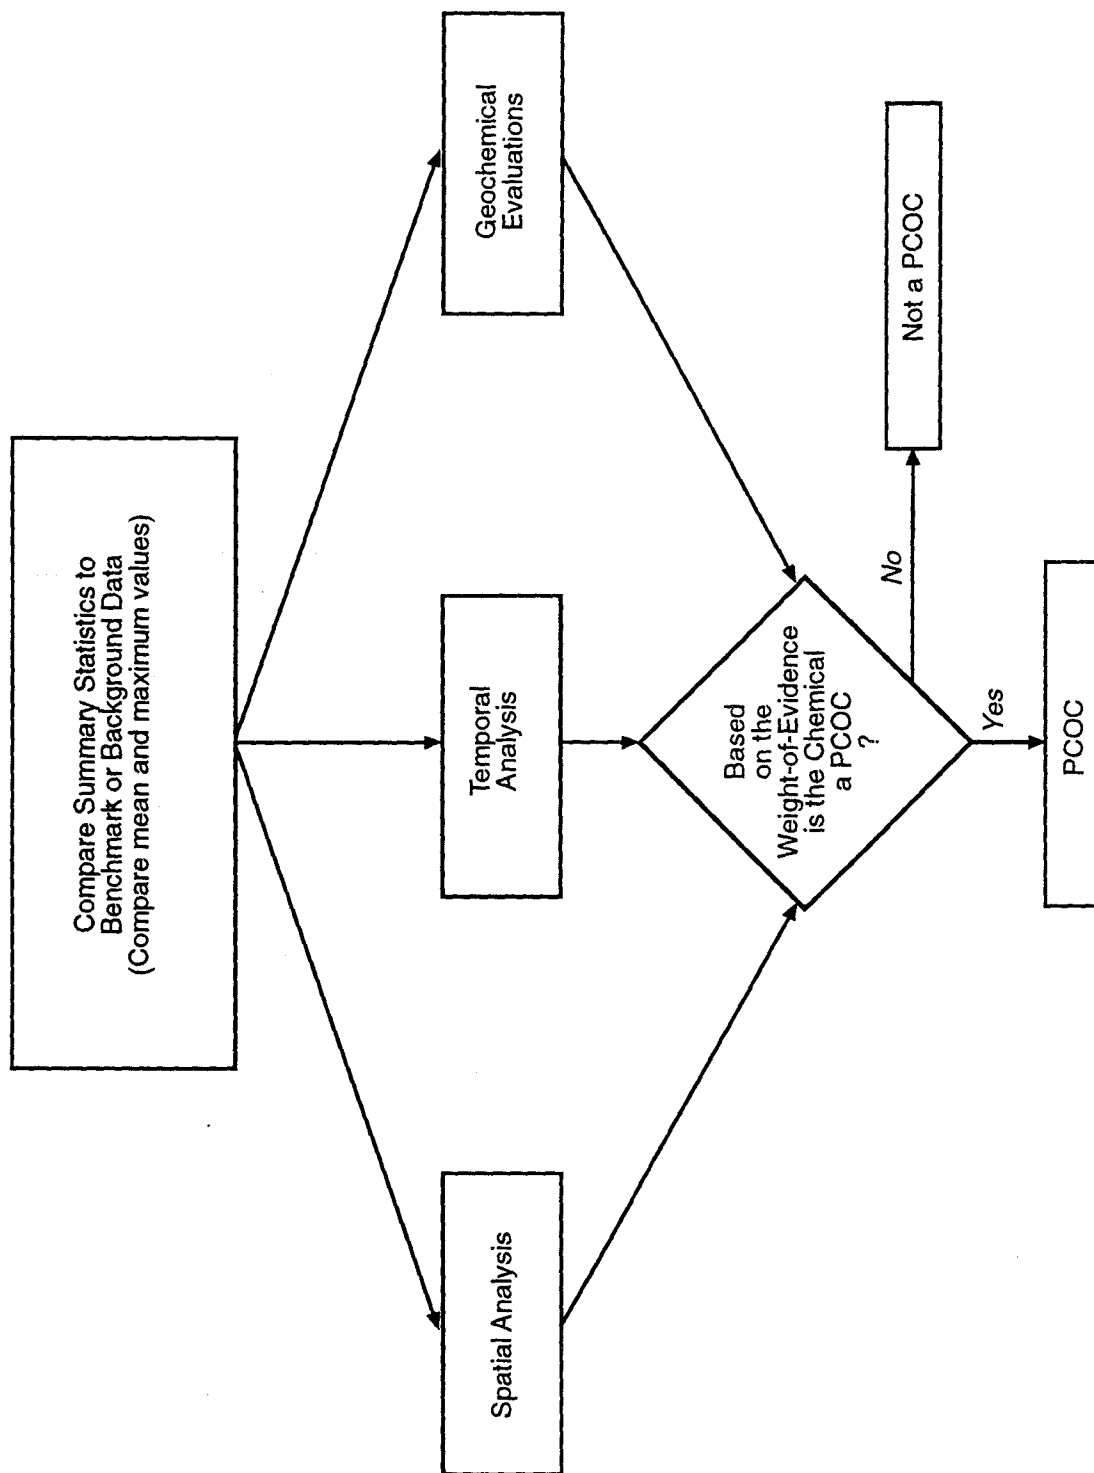 Compare Summary Statistics to
Benchmark or Background Data
(Compare mean and maximum values)
Spatial Analysis
Temporal
Analysis
Geochemical
Evaluations
Based
on the
Weight-of-Evidence
is the Chemical
a PCOC
?
No
Not a PCOC
Yes
PCOC